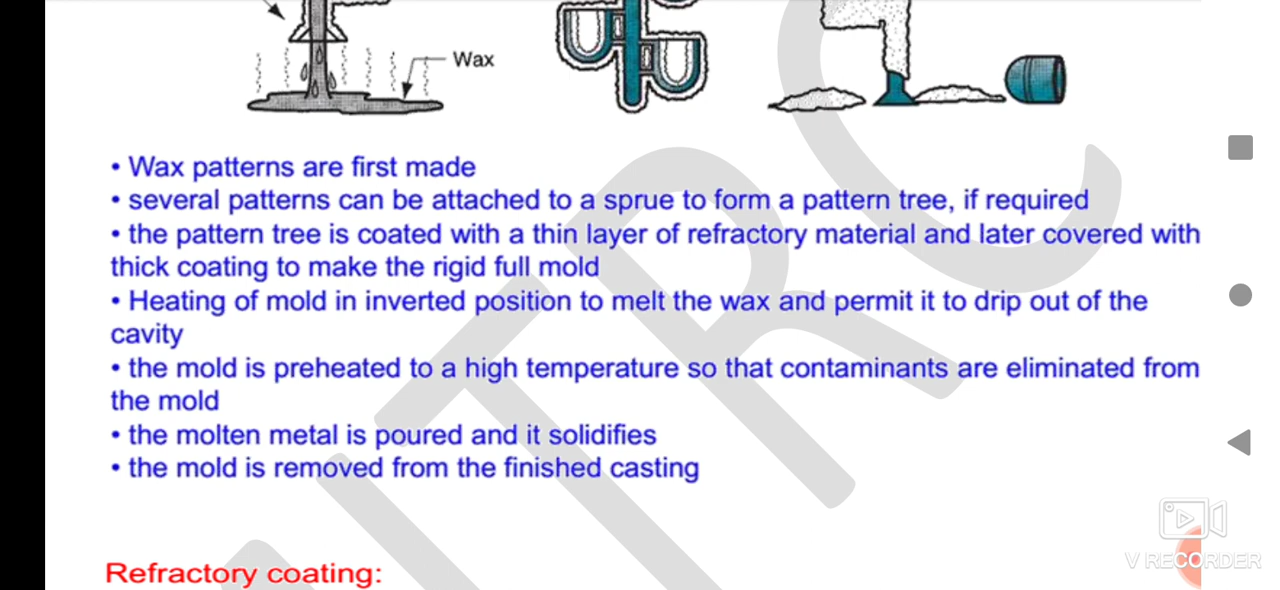 Wax
• Wax patterns are first made
• several patterns can be attached to a sprue to form a pattern tree, if required
• the pattern tree is coated with a thin layer of refractory material and later covered with
thick coating to make the rigid full mold
• Heating of mold in inverted position to melt the wax and permit it to drip out of the
cavity
• the mold is preheated to a high temperature so that contaminants are eliminated from
the mold
• the molten metal is poured and it solidifies
• the mold is removed from the finished casting
V RECORDER
Refractory coating: